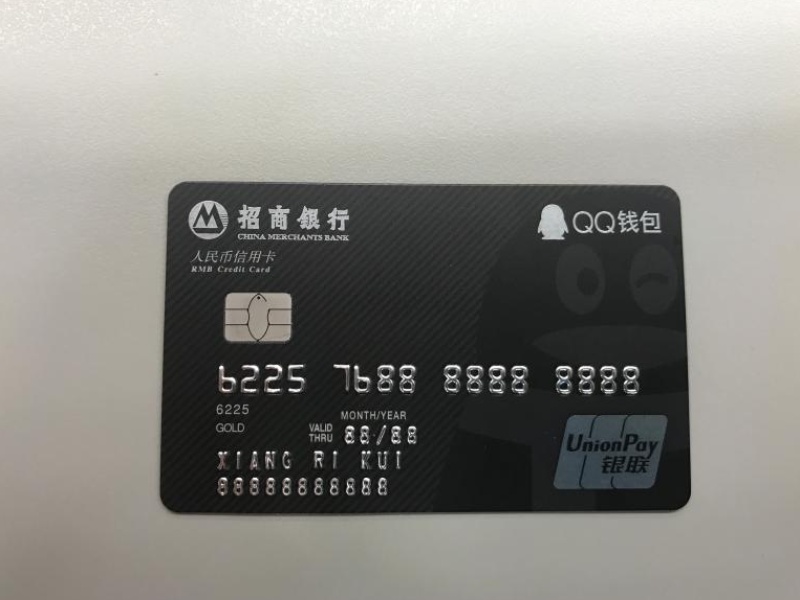 招商银行
CHINA MERCHANTS BANK
QQ钱包
人民币信用卡
RMB Credit Card
6225 7688 8888 8888
6225
MONTH/YEAR
GOLD
VALID THRU 88/88
XIANG RI KUI
88888888888
UnionPay
银联